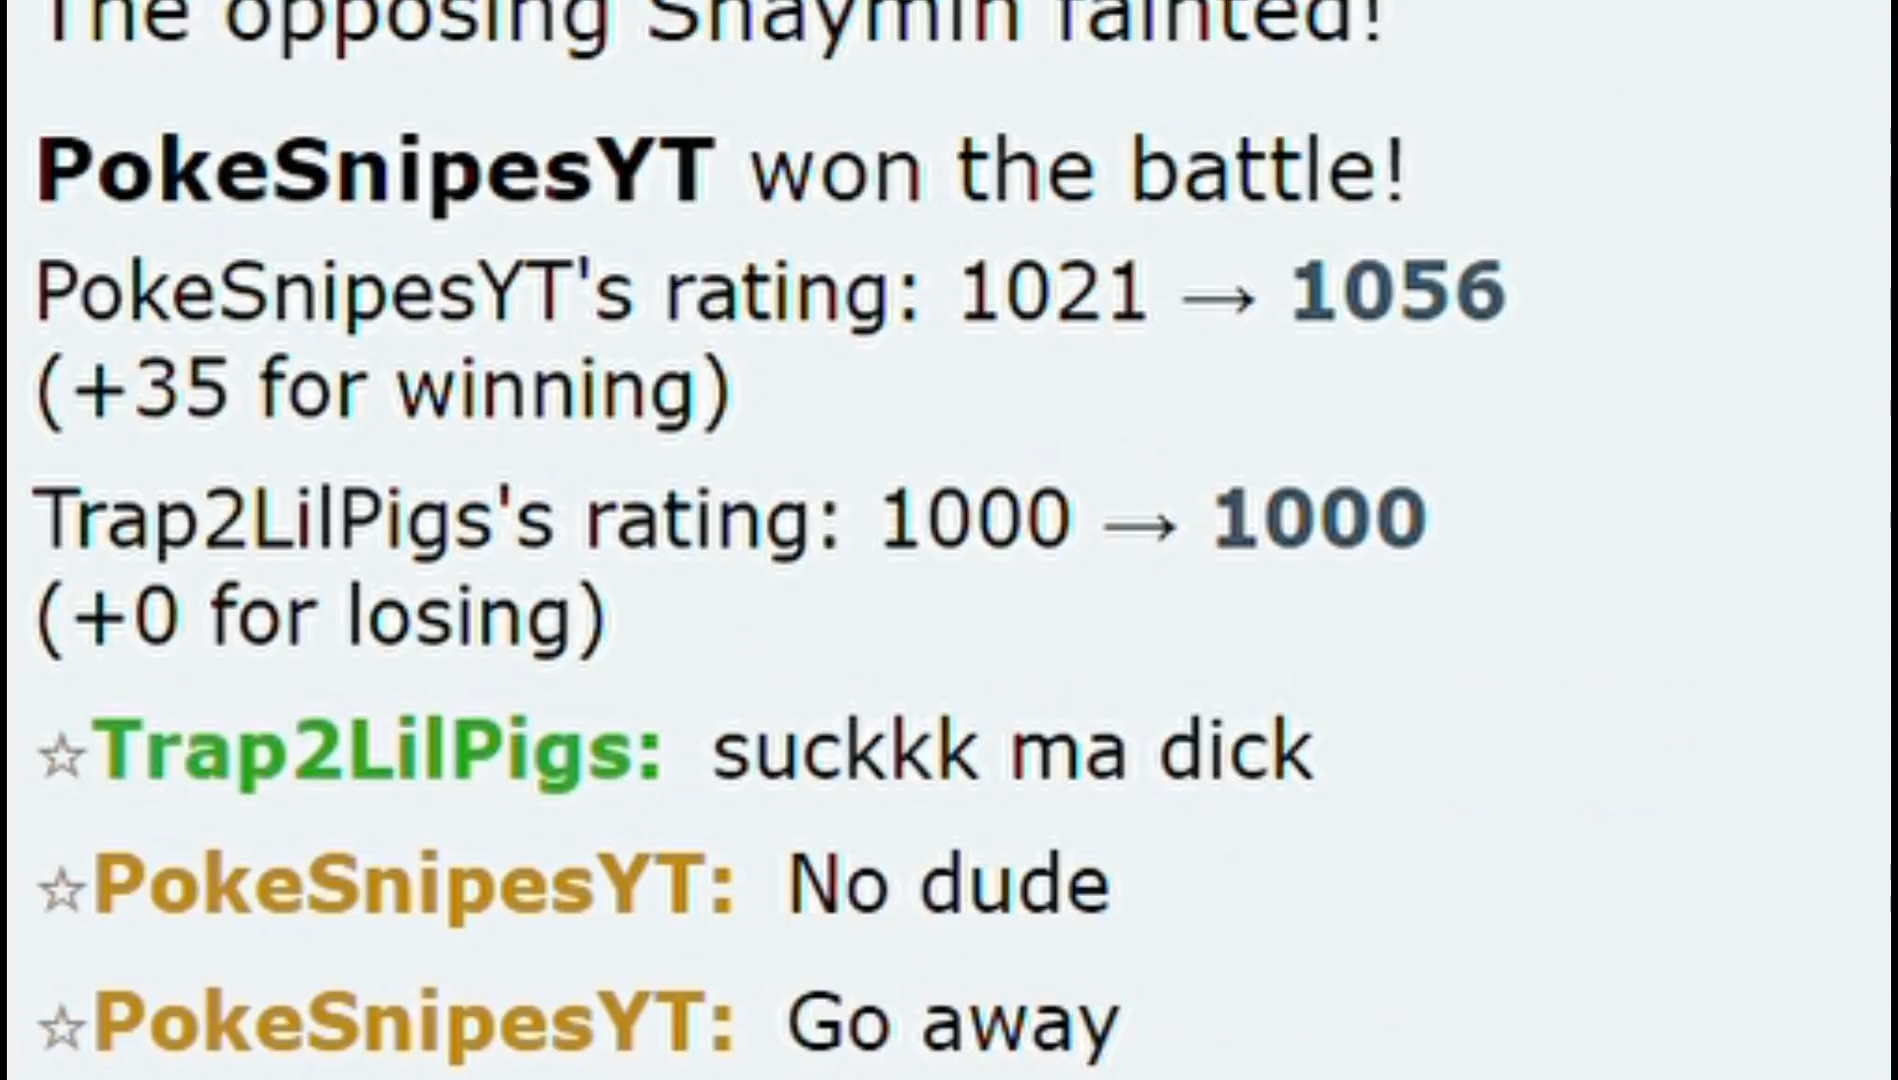 The opposing Shaymin fainted!
PokeSnipesYT won the battle!
PokeSnipesYT's rating: 1021 → 1056
(+35 for winning)
Trap2LilPigs's rating: 1000 → 1000
(+0 for losing)
☆Trap2LilPigs: suckkk ma dick
☆PokeSnipesYT: No dude
☆PokeSnipesYT: Go away